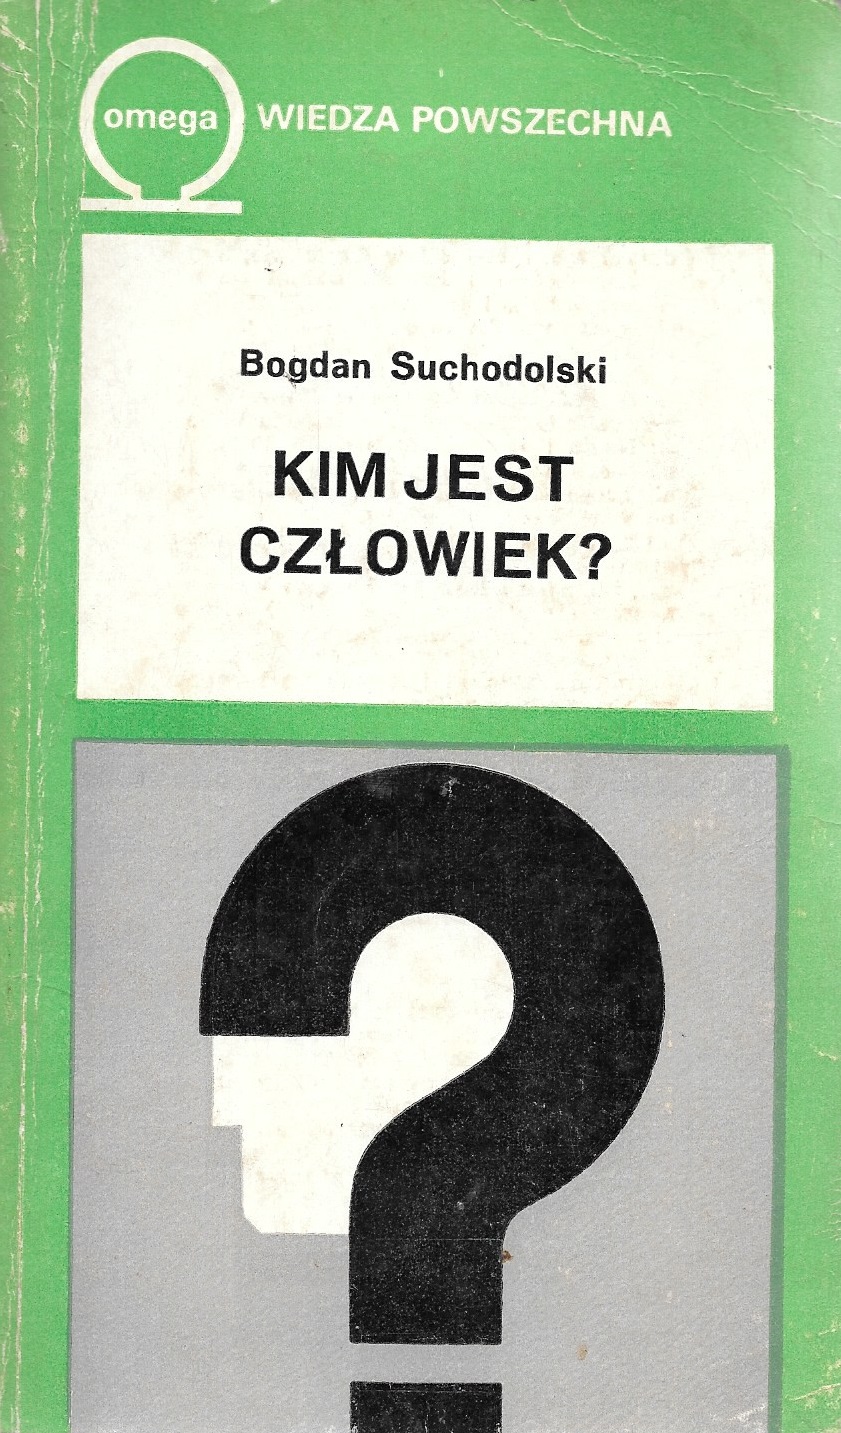 omega WIEDZA POWSZECHNA
Bogdan Suchodolski
KIM JEST
CZŁOWIEK?